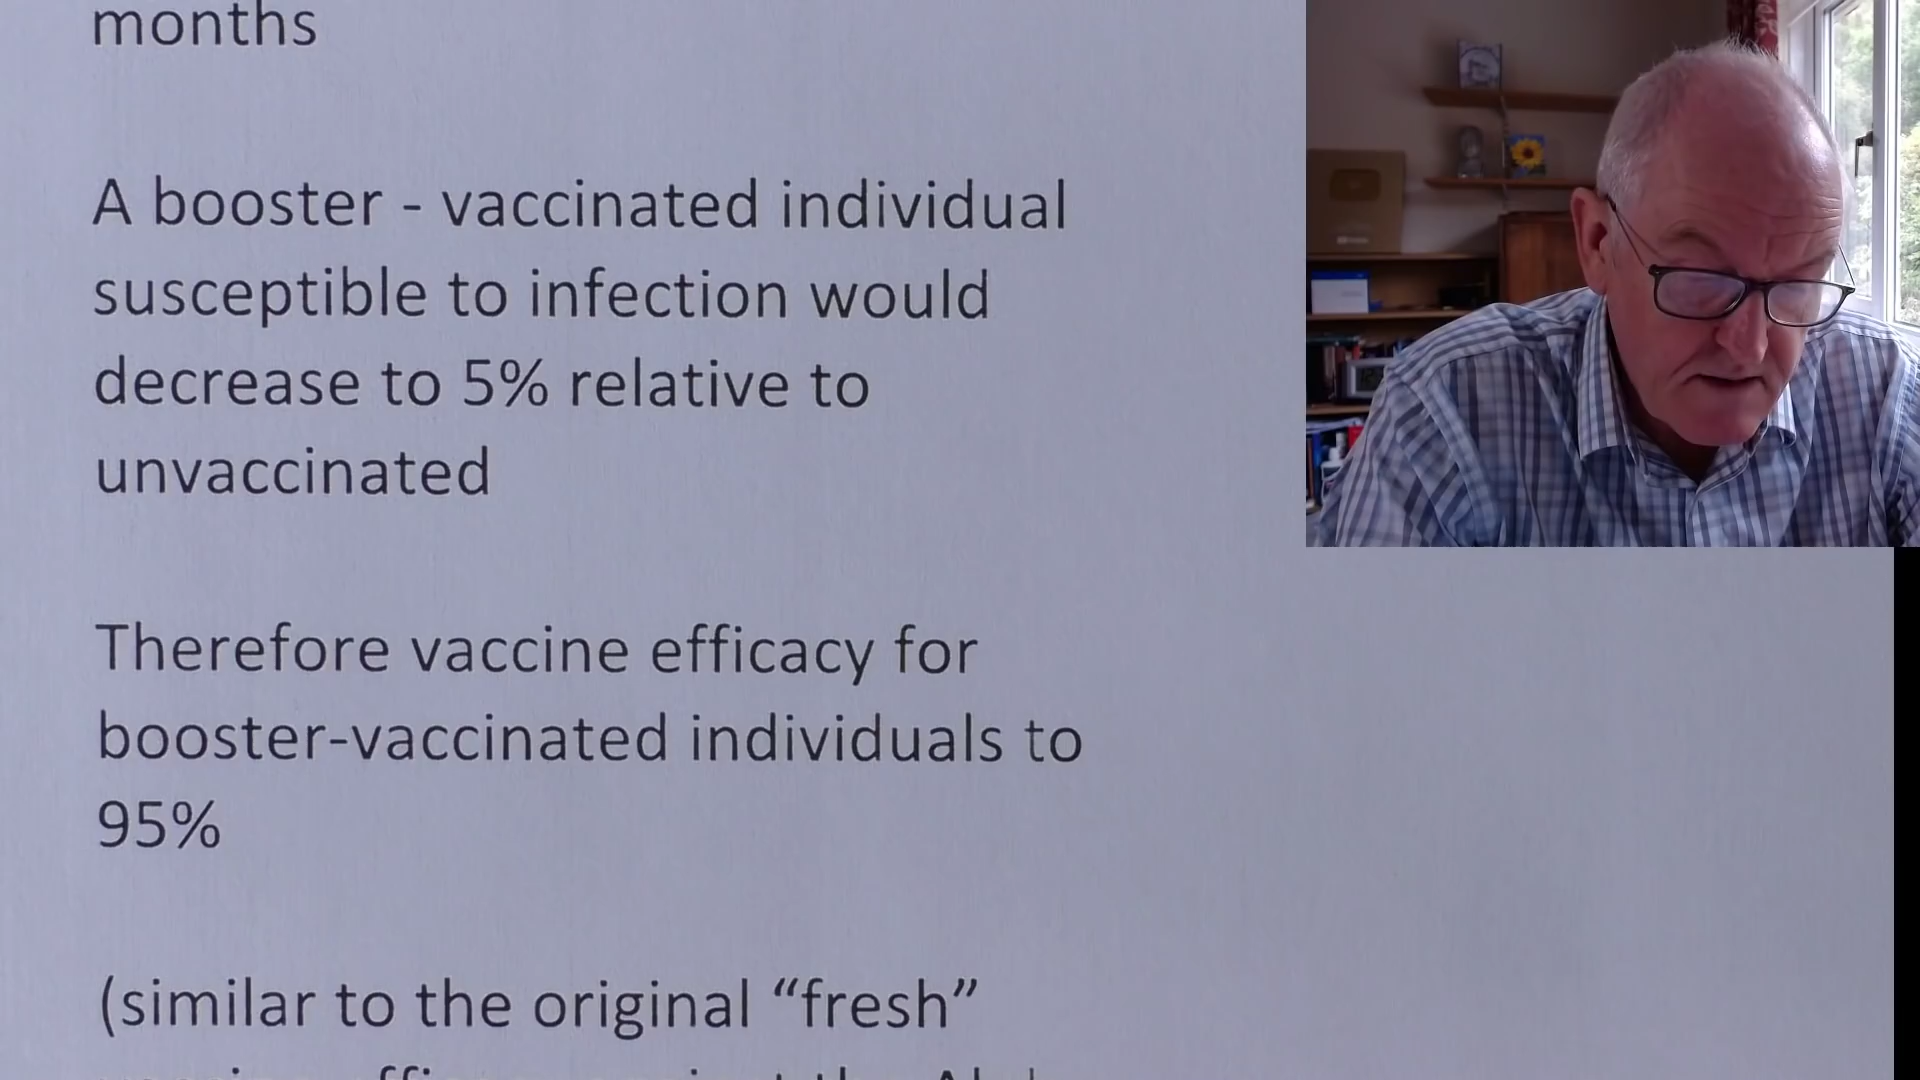 months
A booster - vaccinated individual
susceptible to infection would
decrease to 5% relative to
unvaccinated
Therefore vaccine efficacy for
booster-vaccinated individuals to
95%
(similar to the original “fresh”